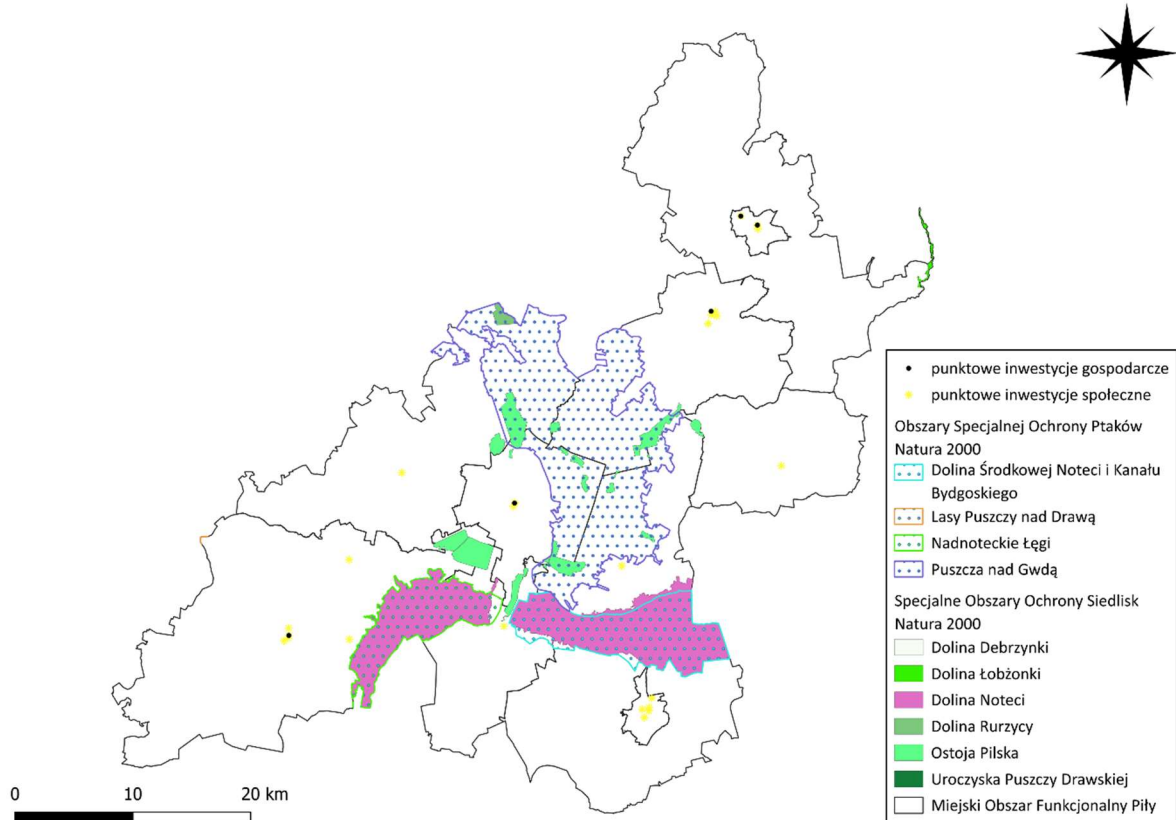 punktowe inwestycje gospodarcze
punktowe inwestycje społeczne
Obszary Specjalnej Ochrony Ptaków
Natura 2000
Dolina Środkowej Noteci i Kanału
Bydgoskiego
Lasy Puszczy nad Drawą
Nadnoteckie Łęgi
Puszcza nad Gwdą
Specjalne Obszary Ochrony Siedlisk
Natura 2000
Dolina Debrzynki
Dolina Łobżonki
Dolina Noteci
Dolina Rurzycy
Ostoja Pilska
Uroczyska Puszczy Drawskiej
Miejski Obszar Funkcjonalny Piły
0 10 20 km